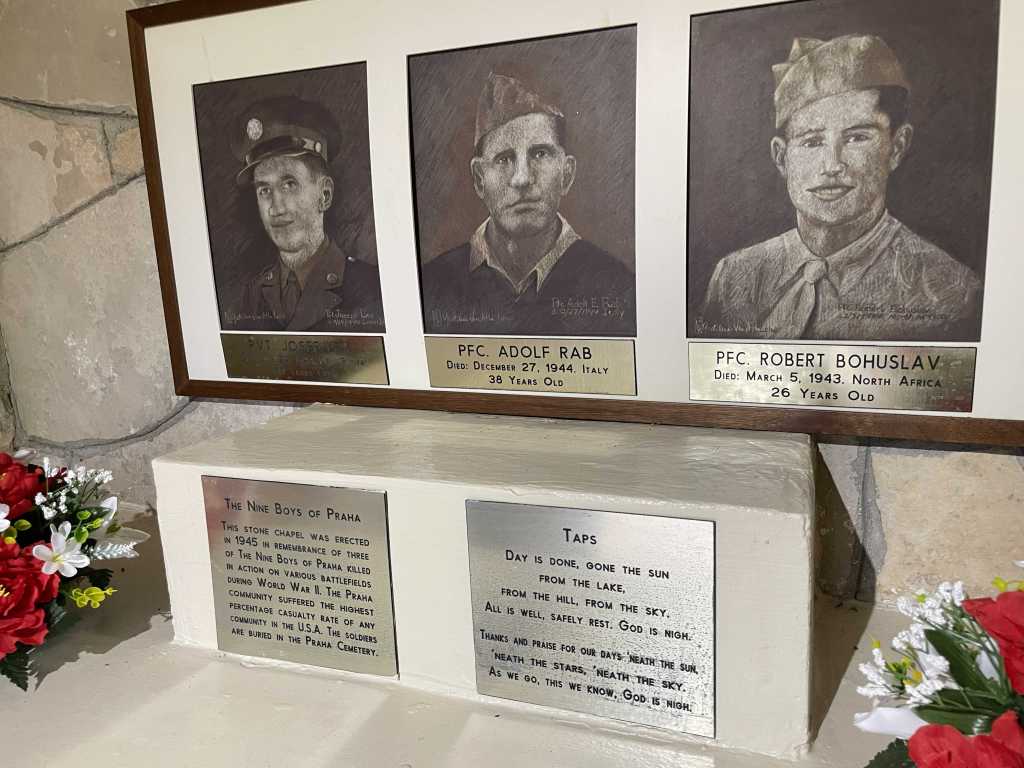 Pfc Adolf E. Rab
PVT JOSEF
PFC. ADOLF RAB
DIED: DECEMBER 27, 1944. ITALY
38 YEARS OLD
PFC. ROBERT BOHUSLAV
DIED: MARCH 5, 1943. NORTH AFRICA
26 YEARS OLD
THE NINE BOYS OF PRAHA
THIS STONE CHAPEL WAS ERECTED
IN 1945 IN REMEMBRANCE OF THREE
OF THE NINE BOYS OF PRAHA KILLED
IN ACTION ON VARIOUS BATTLEFIELDS
DURING WORLD WAR II. THE PRAHA
COMMUNITY SUFFERED THE HIGHEST
PERCENTAGE CASUALTY RATE OF ANY
COMMUNITY IN THE U.S.A. THE SOLDIERS
ARE BURIED IN THE PRAHA CEMETERY.
TAPS
DAY IS DONE, GONE THE SUN
FROM THE LAKE,
FROM THE HILL, FROM THE SKY.
ALL IS WELL, SAFELY REST. GOD IS NIGH.
THANKS AND PRAISE FOR OUR DAYS 'NEATH THE SUN,
'NEATH THE STARS, 'NEATH THE SKY.
AS WE GO, THIS WE KNOW, GOD IS NIGH.